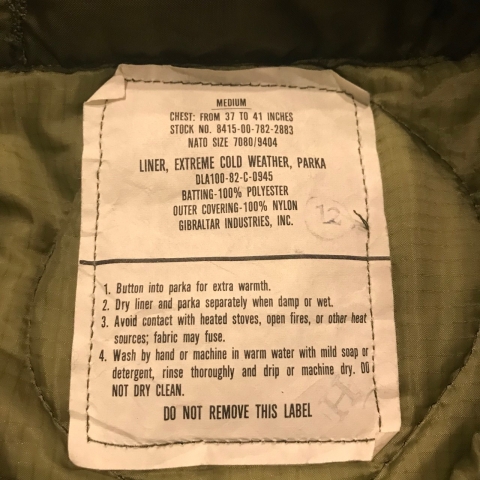 MEDIUM
CHEST: FROM 37 TO 41 INCHES
STOCK NO. 8415-00-782-2883
NATO SIZE 7080/9404
LINER, EXTREME COLD WEATHER, PARKA
DLA100-82-C-0945
BATTING-100% POLYESTER
OUTER COVERING-100% NYLON
GIBRALTAR INDUSTRIES, INC.
12
1. Button into parka for extra warmth.
2. Dry liner and parka separately when damp or wet.
3. Avoid contact with heated stoves, open fires, or other heat
sources; fabric may fuse.
4. Wash by hand or machine in warm water with mild soap or
detergent, rinse thoroughly and drip or machine dry. DO
NOT DRY CLEAN.
H
DO NOT REMOVE THIS LABEL